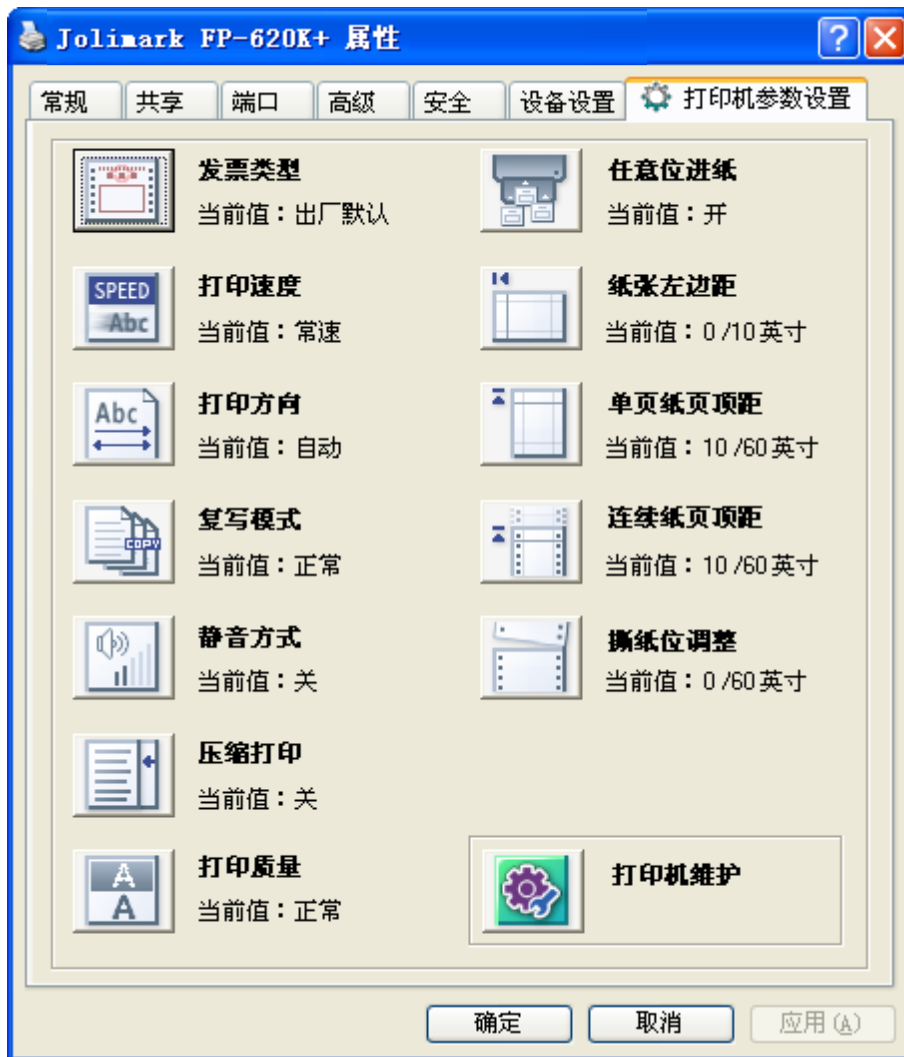 Jolimark FP-620K+ 属性
常规 共享 端口 高级 安全 设备设置 打印机参数设置
发票类型
当前值：出厂默认
任意位进纸
当前值：开
SPEED
Abc
打印速度
当前值：常速
纸张左边距
当前值：0 /10 英寸
Abc
打印方向
当前值：自动
单页纸页顶距
当前值：10 /60 英寸
COPY
复写模式
当前值：正常
连续纸页顶距
当前值：10 /60 英寸
静音方式
当前值：关
撕纸位调整
当前值：0 /60 英寸
压缩打印
当前值：关
A
A
打印质量
当前值：正常
打印机维护
确定 取消 应用(A)